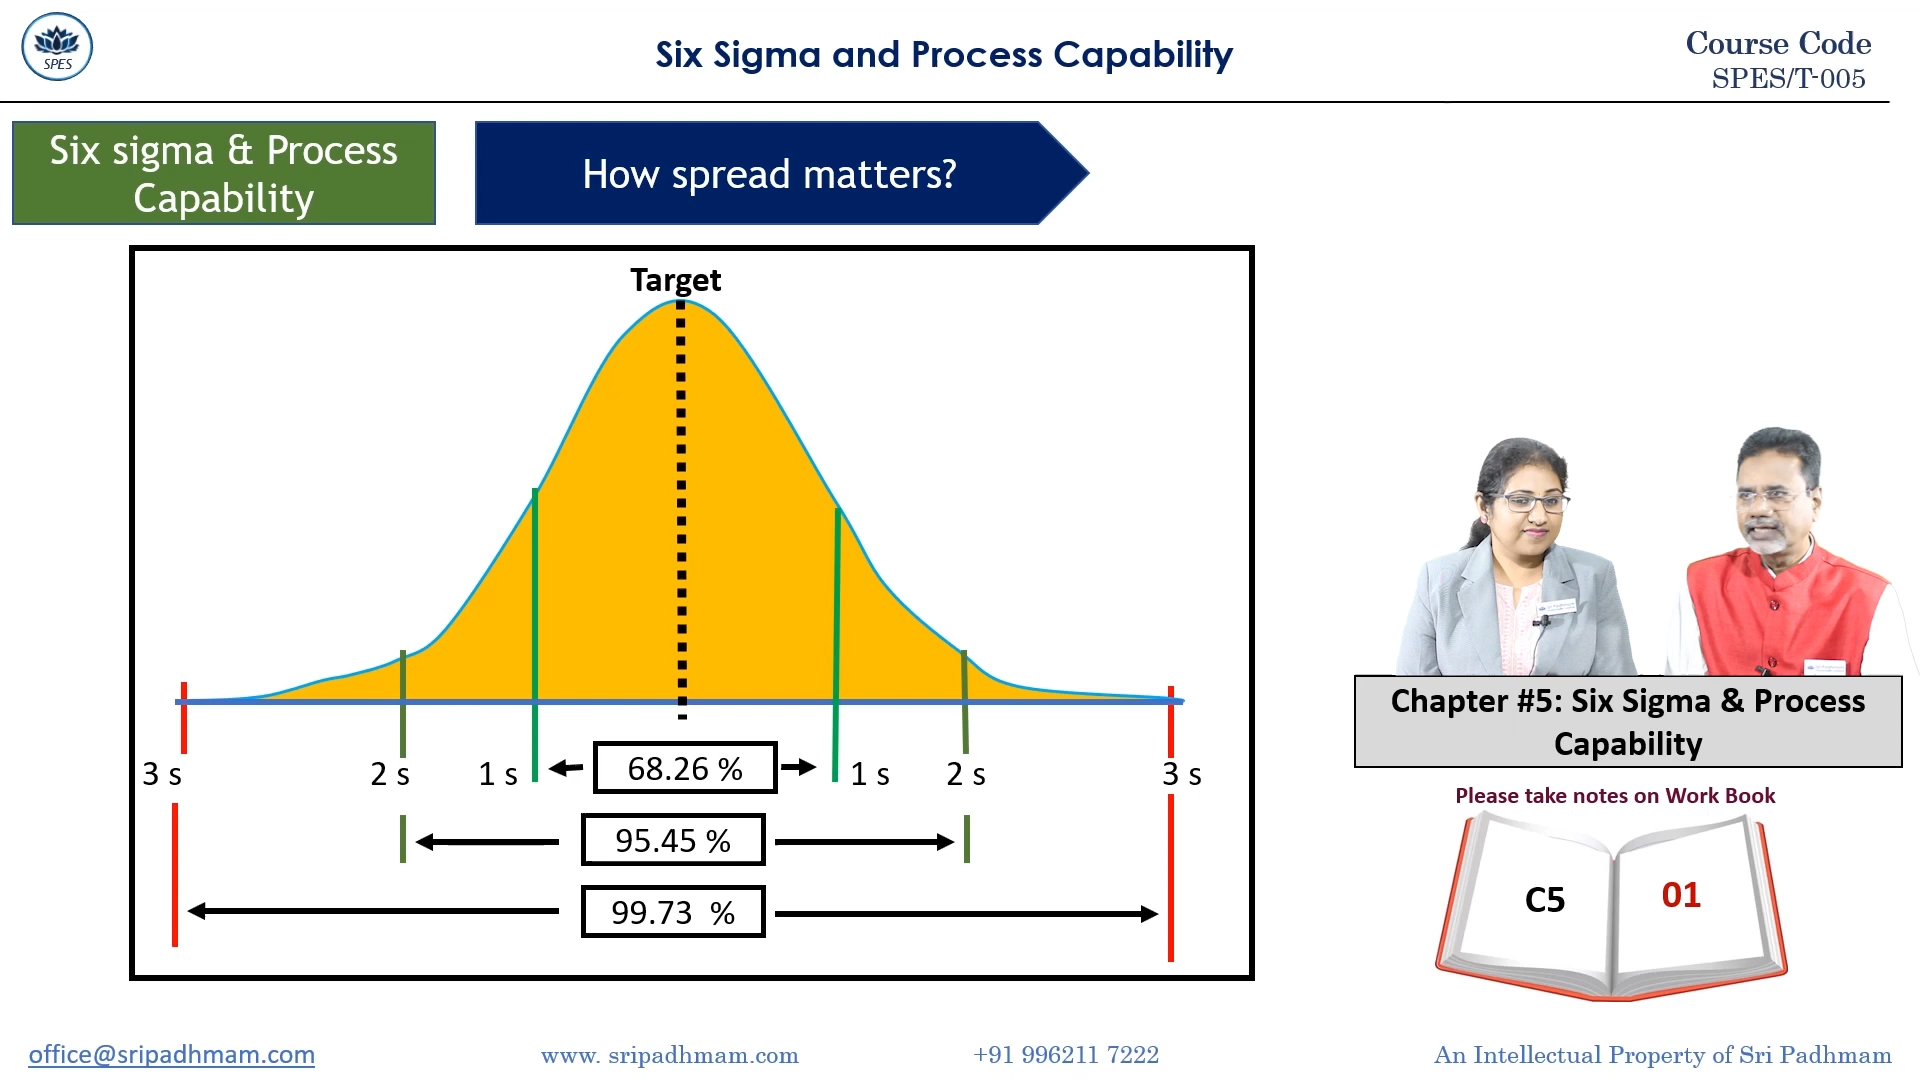 SPES
Six Sigma and Process Capability
Course Code
SPES/T-005
Six sigma & Process
Capability
How spread matters?
Target
3 s
2 s
1 s
68.26 %
1 s
2 s
3 s
95.45 %
99.73 %
Chapter #5: Six Sigma & Process
Capability
Please take notes on Work Book
C5
01
office@sripadhmam.com
www. sripadhmam.com
+91 996211 7222
An Intellectual Property of Sri Padhmam